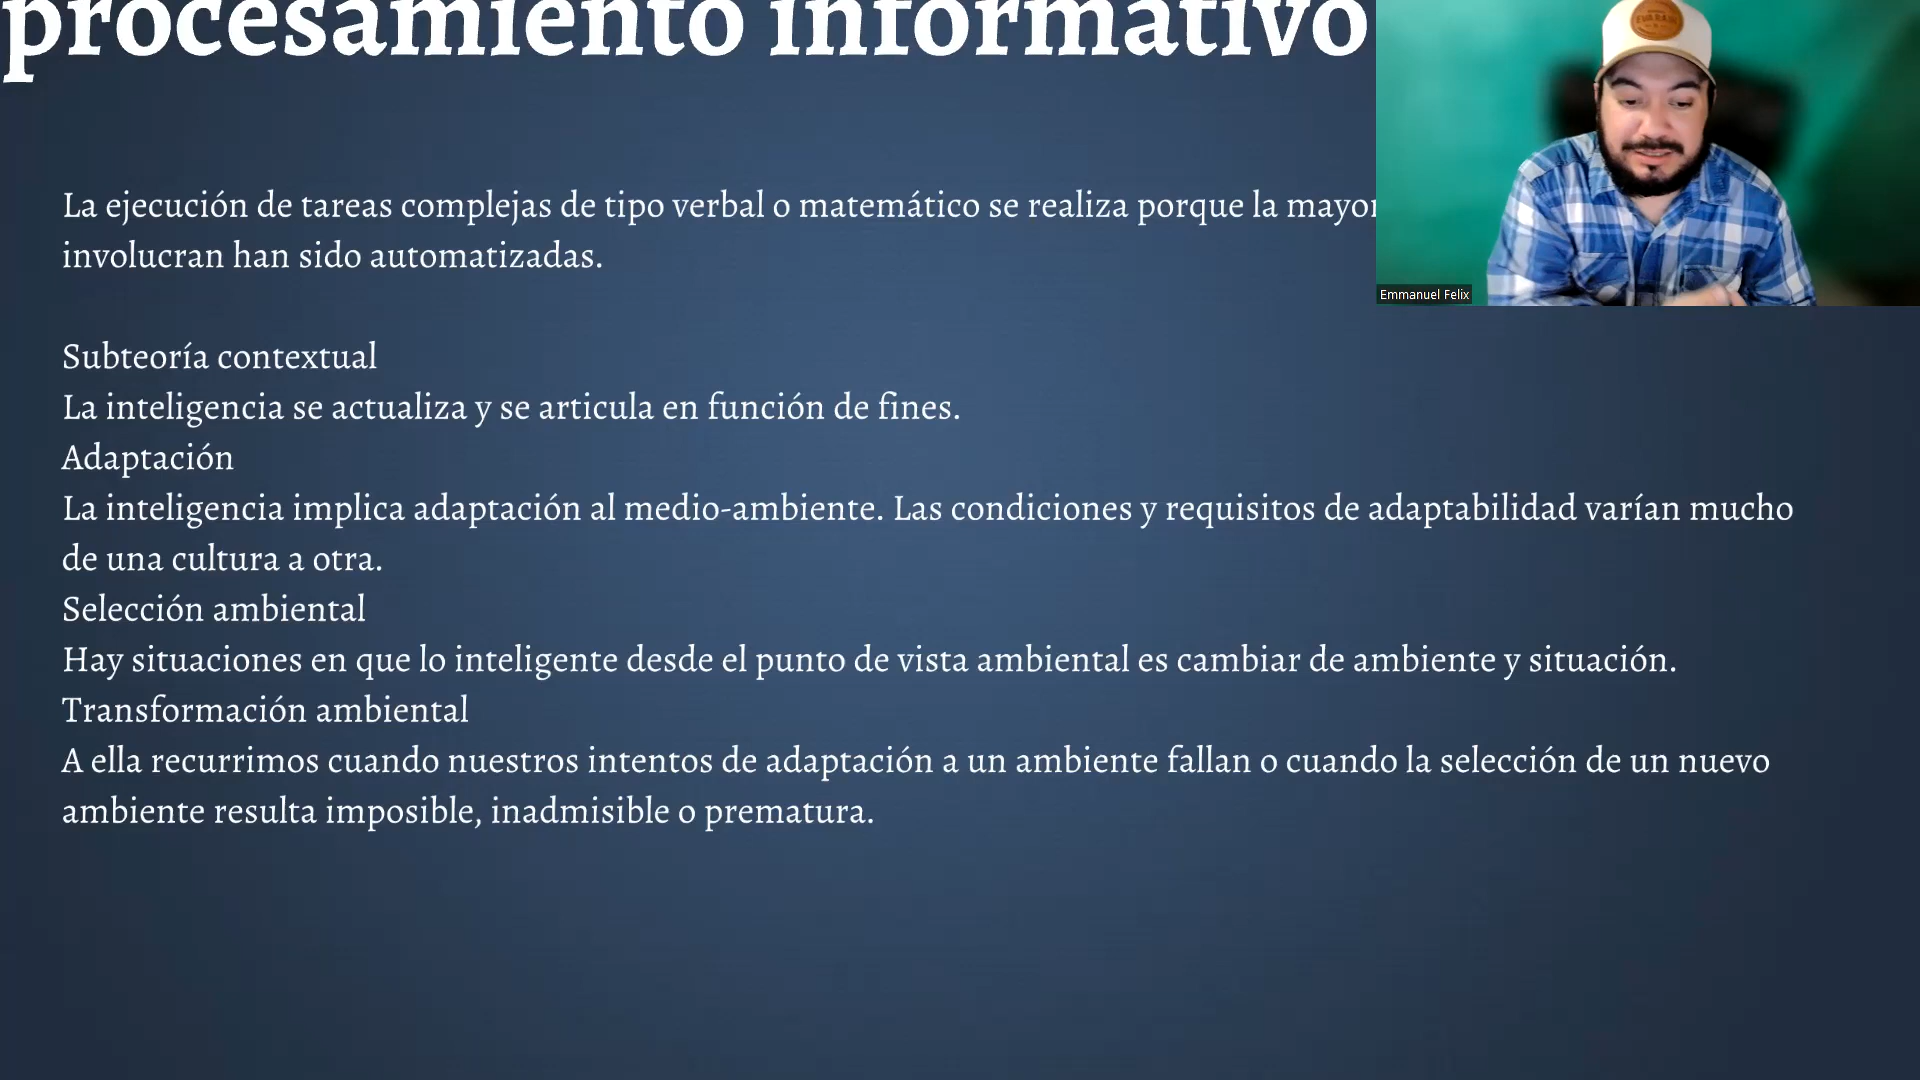 procesamiento informativo
La ejecución de tareas complejas de tipo verbal o matemático se realiza porque la
involucran han sido automatizadas.
Emmanuel Felix
Subteoría contextual
La inteligencia se actualiza y se articula en función de fines.
Adaptación
La inteligencia implica adaptación al medio-ambiente. Las condiciones y requisitos de adaptabilidad varían mucho
de una cultura a otra.
Selección ambiental
Hay situaciones en que lo inteligente desde el punto de vista ambiental es cambiar de ambiente y situación.
Transformación ambiental
A ella recurrimos cuando nuestros intentos de adaptación a un ambiente fallan o cuando la selección de un nuevo
ambiente resulta imposible, inadmisible o prematura.